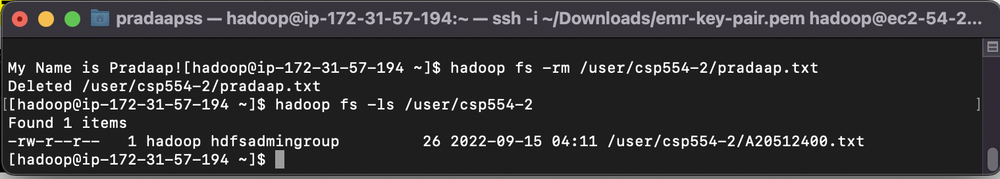 pradaapss — hadoop@ip-172-31-57-194:~ — ssh -i ~/Downloads/emr-key-pair.pem hadoop@ec2-54-2...
My Name is Pradaap![hadoop@ip-172-31-57-194 ~]$ hadoop fs -rm /user/csp554-2/pradaap.txt
Deleted /user/csp554-2/pradaap.txt
[[hadoop@ip-172-31-57-194 ~]$ hadoop fs -ls /user/csp554-2 ]
Found 1 items
-rw-r--r--   1 hadoop hdfsadmingroup         26 2022-09-15 04:11 /user/csp554-2/A20512400.txt
[hadoop@ip-172-31-57-194 ~]$